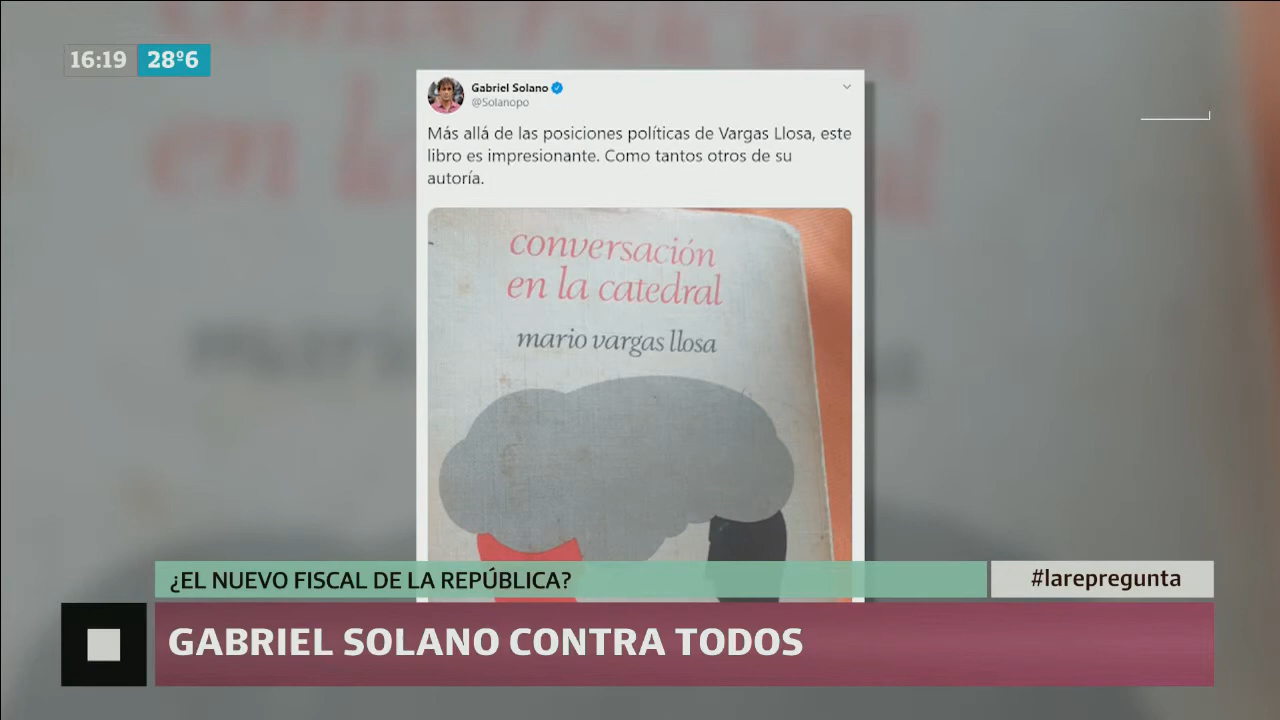 16:19 28º6
Gabriel Solano
@Solanopo
Más allá de las posiciones políticas de Vargas Llosa, este
libro es impresionante. Como tantos otros de su
autoría.
conversación
en la catedral
mario vargas llosa
¿EL NUEVO FISCAL DE LA REPÚBLICA?
#larepregunta
GABRIEL SOLANO CONTRA TODOS